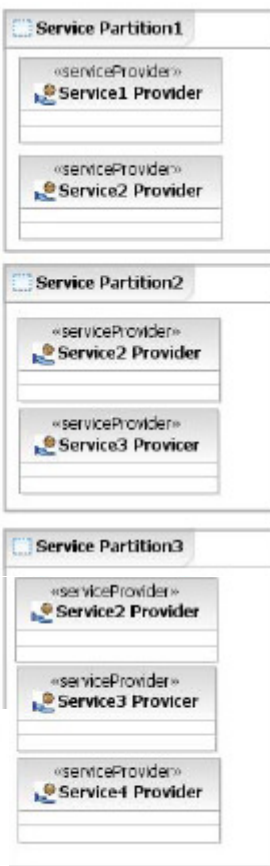 Service Partition1
«serviceProvider»
Service1 Provider
«serviceProvider»
Service2 Provider
Service Partition2
«serviceProvider»
Service2 Provider
«serviceProvider»
Service3 Provicer
Service Partition3
«serviceProvider»
Service2 Provider
«serviceProvider»
Service3 Provicer
«serviceProvider»
Service4 Provider